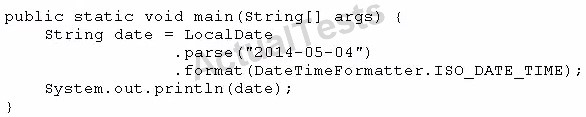 public static void main(String[] args) {
    String date = LocalDate
                  .parse("2014-05-04")
                  .format(DateTimeFormatter.ISO_DATE_TIME);
    System.out.println(date);
}
ActualTests